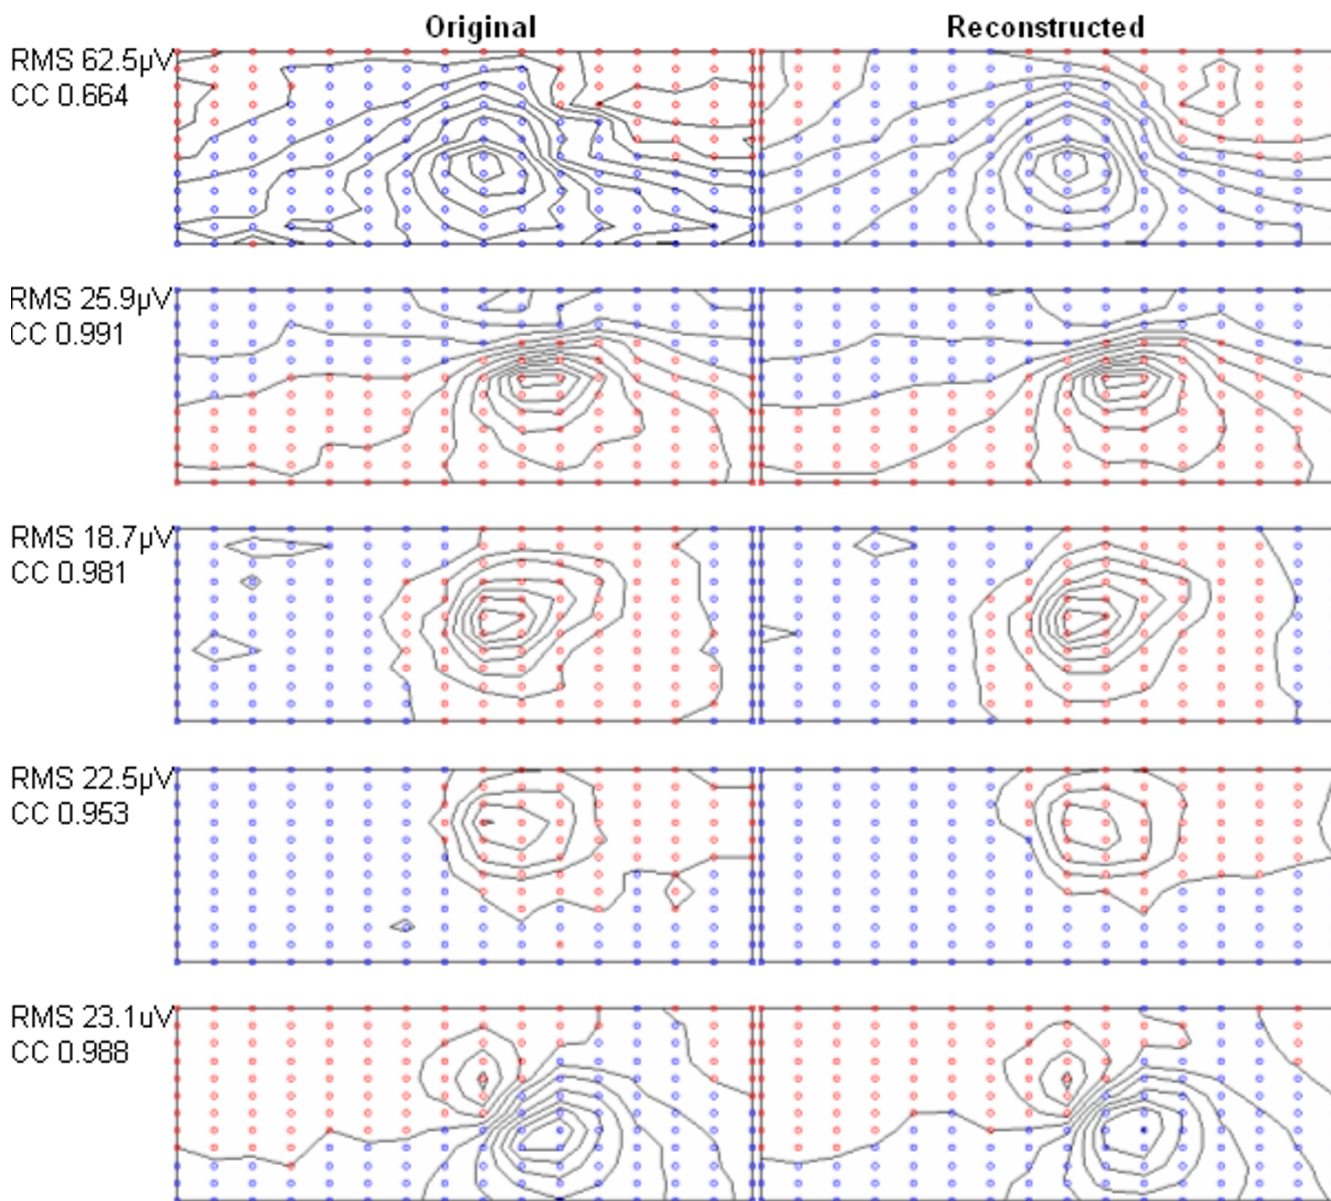 Original
Reconstructed
RMS 62.5μV
CC 0.664
RMS 25.9μV
CC 0.991
RMS 18.7μV
CC 0.981
RMS 22.5μV
CC 0.953
RMS 23.1uV
CC 0.988